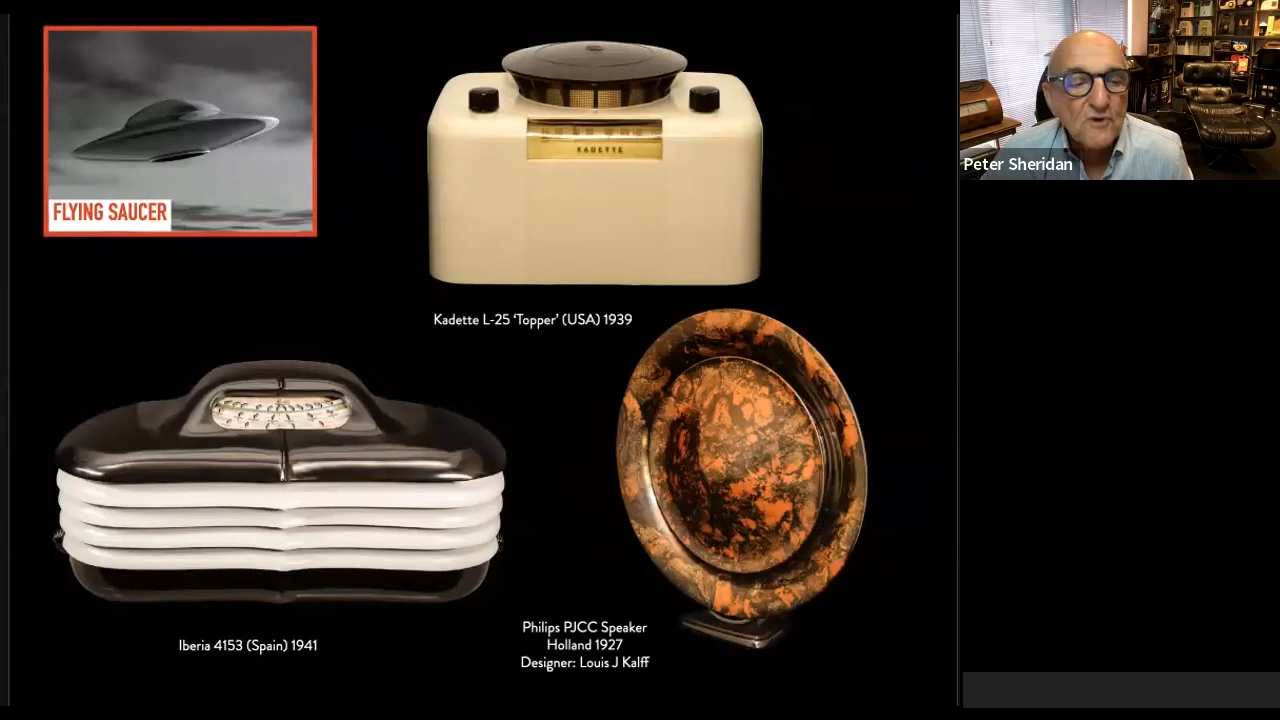 FLYING SAUCER
KADETTE
Kadette L-25 ‘Topper’ (USA) 1939
Iberia 4153 (Spain) 1941
Philips PJCC Speaker
Holland 1927
Designer: Louis J Kalff
Peter Sheridan